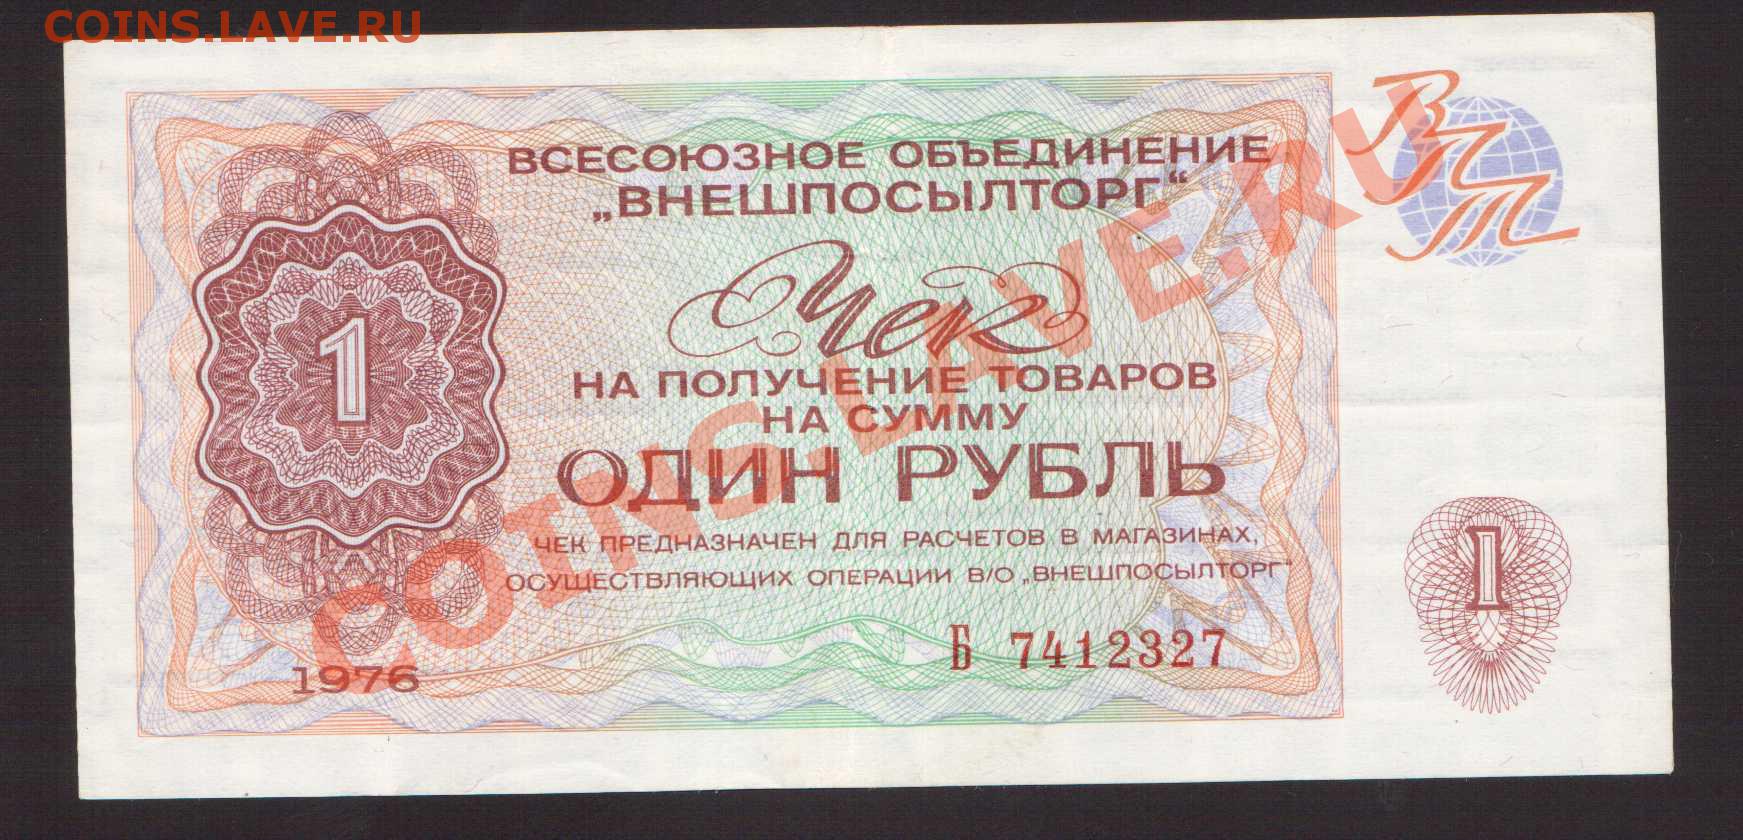 COINS.LAVE.RU
ВСЕСОЮЗНОЕ ОБЪЕДИНЕНИЕ
„ВНЕШПОСЫЛТОРГ“
ВПТ
Чек
НА ПОЛУЧЕНИЕ ТОВАРОВ
НА СУММУ
1
ОДИН РУБЛЬ
ЧЕК ПРЕДНАЗНАЧЕН ДЛЯ РАСЧЕТОВ В МАГАЗИНАХ,
ОСУЩЕСТВЛЯЮЩИХ ОПЕРАЦИИ В/О „ВНЕШПОСЫЛТОРГ“
1
Б 7412327
1976
COINS.LAVE.RU